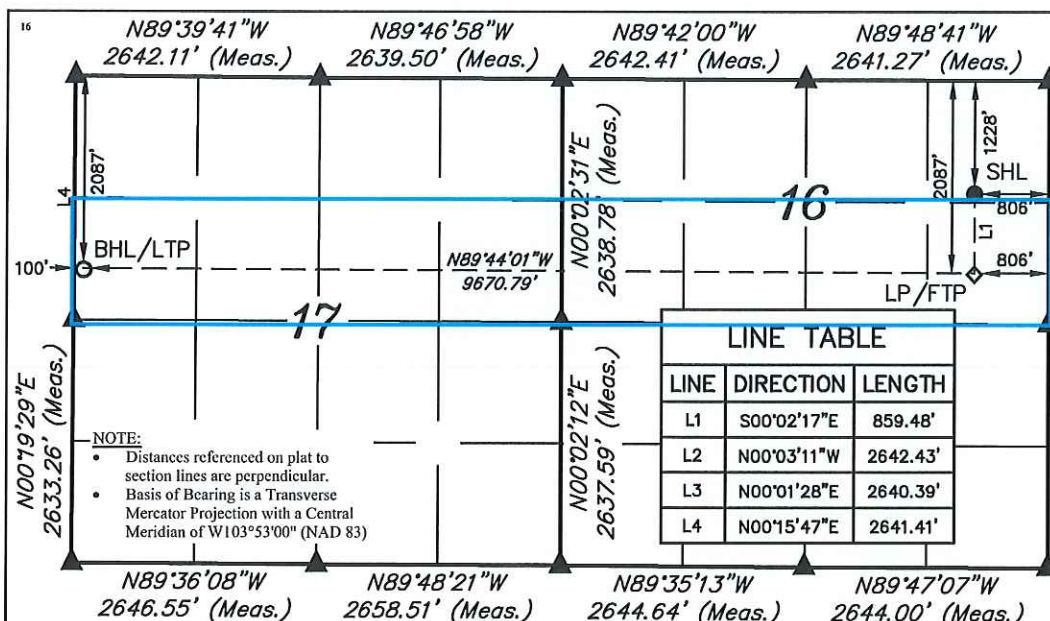 16
N89°39'41"W
2642.11' (Meas.)
N89°46'58"W
2639.50' (Meas.)
N89°42'00"W
2642.41' (Meas.)
N89°48'41"W
2641.27' (Meas.)
2087'
L4
N00°02'31"E
2638.78' (Meas.)
2087'
1228'
SHL
16
806'
L1
100'
BHL/LTP
N89°44'01"W
9670.79'
806'
LP/FTP
17
N00°19'29"E
2633.26' (Meas.)
N00°02'12"E
2637.59' (Meas.)
LINE TABLE
LINE DIRECTION LENGTH
L1 S00°02'17"E 859.48'
L2 N00°03'11"W 2642.43'
L3 N00°01'28"E 2640.39'
L4 N00°15'47"E 2641.41'
NOTE:
• Distances referenced on plat to
section lines are perpendicular.
• Basis of Bearing is a Transverse
Mercator Projection with a Central
Meridian of W103°53'00" (NAD 83)
N89°36'08"W
2646.55' (Meas.)
N89°48'21"W
2658.51' (Meas.)
N89°35'13"W
2644.64' (Meas.)
N89°47'07"W
2644.00' (Meas.)